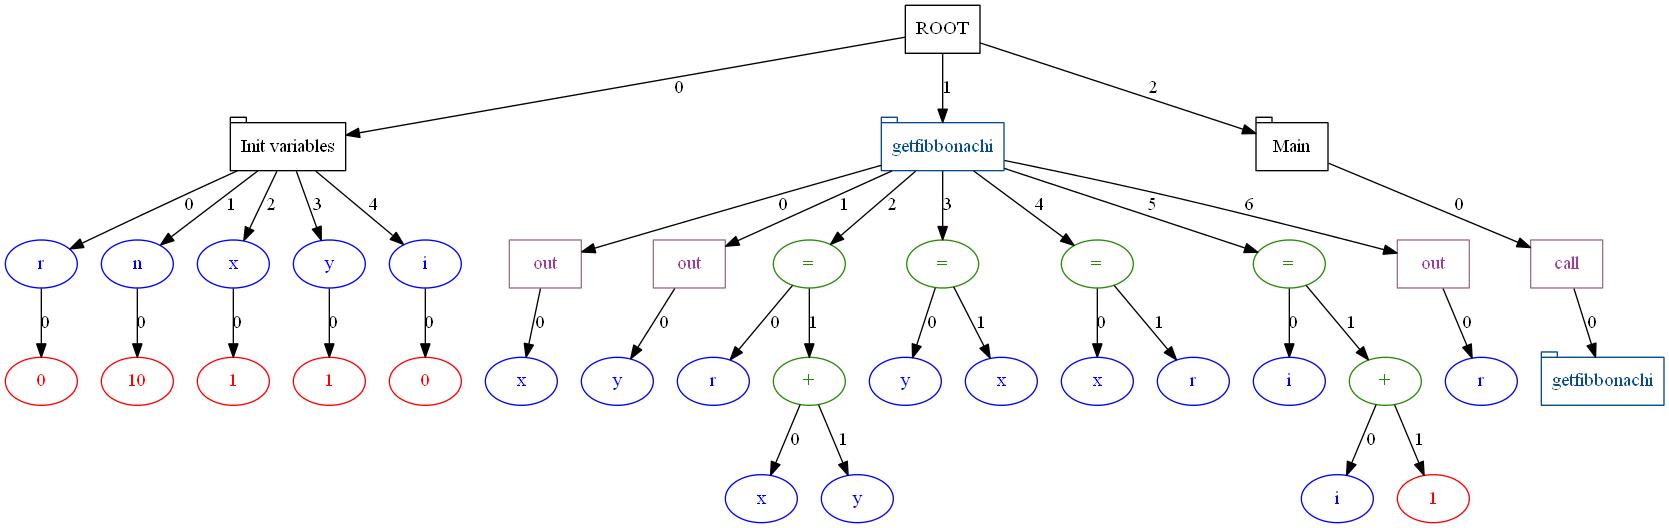 ROOT
0 1 2
Init variables getfibbonachi Main
0 1 2 3 4 0 1 2 3 4 5 6 0
r n x y i out out = = = = out call
0 0 0 0 0 0 0 0 1 0 1 0 1 0 1 0 0
0 10 1 1 0 x y r + y x x r i + r getfibbonachi
0 1 0 1
x y i 1